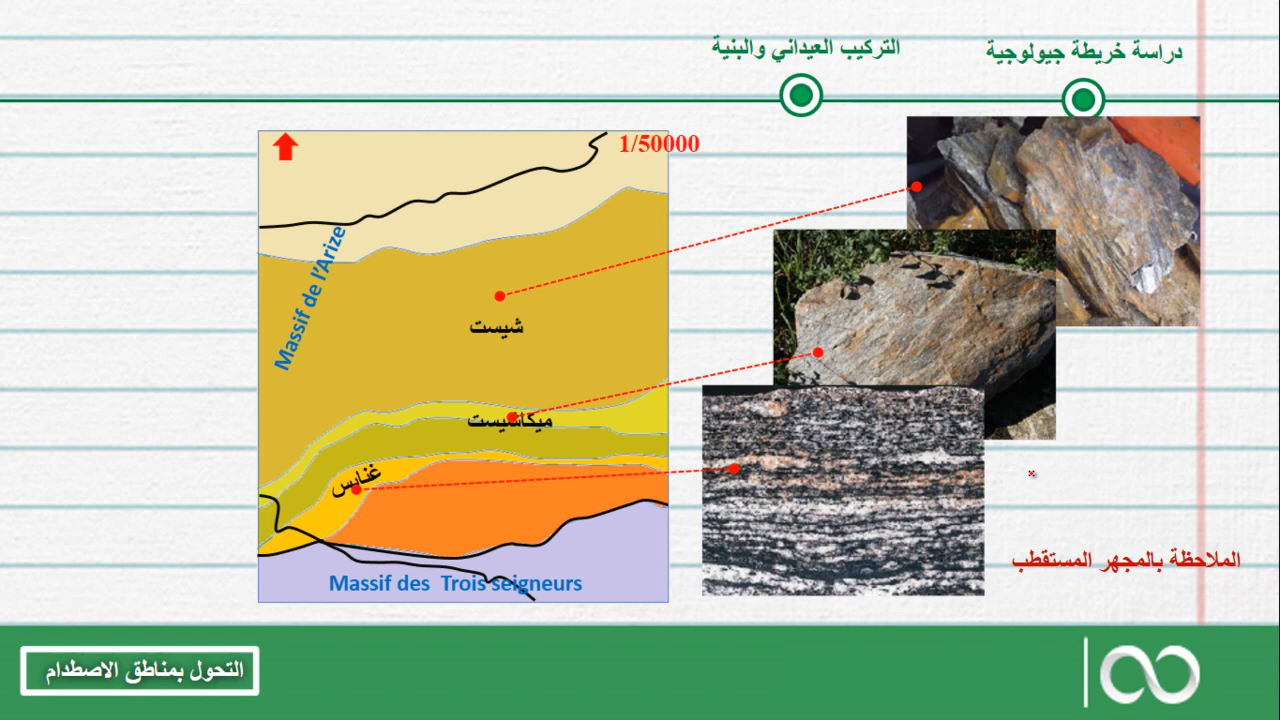 دراسة خريطة جيولوجية
التركيب العيداني والبنية
1/50000
Massif de l'Arize
شيست
ميكاشيست
غنايس
Massif des Trois seigneurs
الملاحظة بالمجهر المستقطب
التحول بمناطق الاصطدام